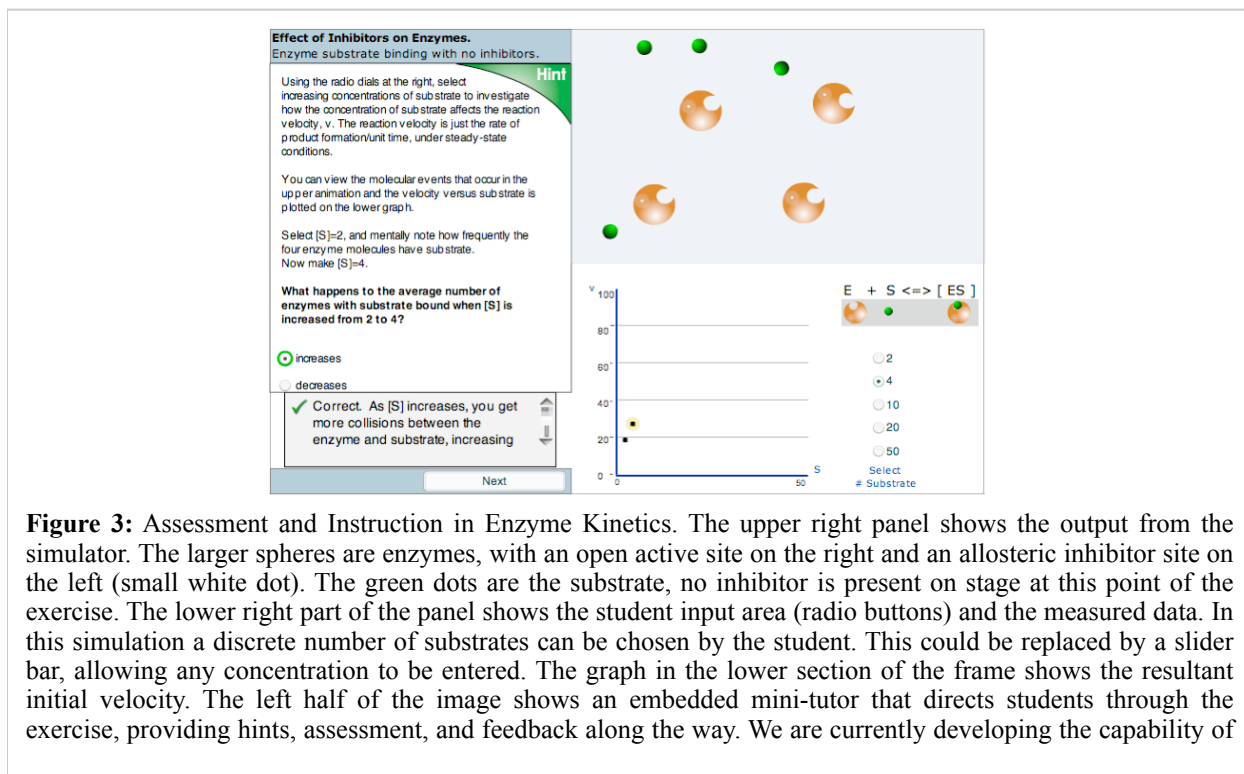 Effect of Inhibitors on Enzymes.
Enzyme substrate binding with no inhibitors.
Hint
Using the radio dials at the right, select
increasing concentrations of substrate to investigate
how the concentration of substrate affects the reaction
velocity, v. The reaction velocity is just the rate of
product formation/unit time, under steady-state
conditions.
You can view the molecular events that occur in the
upper animation and the velocity versus substrate is
plotted on the lower graph.
Select [S]=2, and mentally note how frequently the
four enzyme molecules have substrate.
Now make [S]=4.
What happens to the average number of
enzymes with substrate bound when [S] is
increased from 2 to 4?
increases
decreases
Correct. As [S] increases, you get
more collisions between the
enzyme and substrate, increasing
Next
v
100
80
60
40
20
0
0
50
S
E + S <=> [ ES ]
2
4
10
20
50
Select
# Substrate
Figure 3: Assessment and Instruction in Enzyme Kinetics. The upper right panel shows the output from the
simulator. The larger spheres are enzymes, with an open active site on the right and an allosteric inhibitor site on
the left (small white dot). The green dots are the substrate, no inhibitor is present on stage at this point of the
exercise. The lower right part of the panel shows the student input area (radio buttons) and the measured data. In
this simulation a discrete number of substrates can be chosen by the student. This could be replaced by a slider
bar, allowing any concentration to be entered. The graph in the lower section of the frame shows the resultant
initial velocity. The left half of the image shows an embedded mini-tutor that directs students through the
exercise, providing hints, assessment, and feedback along the way. We are currently developing the capability of